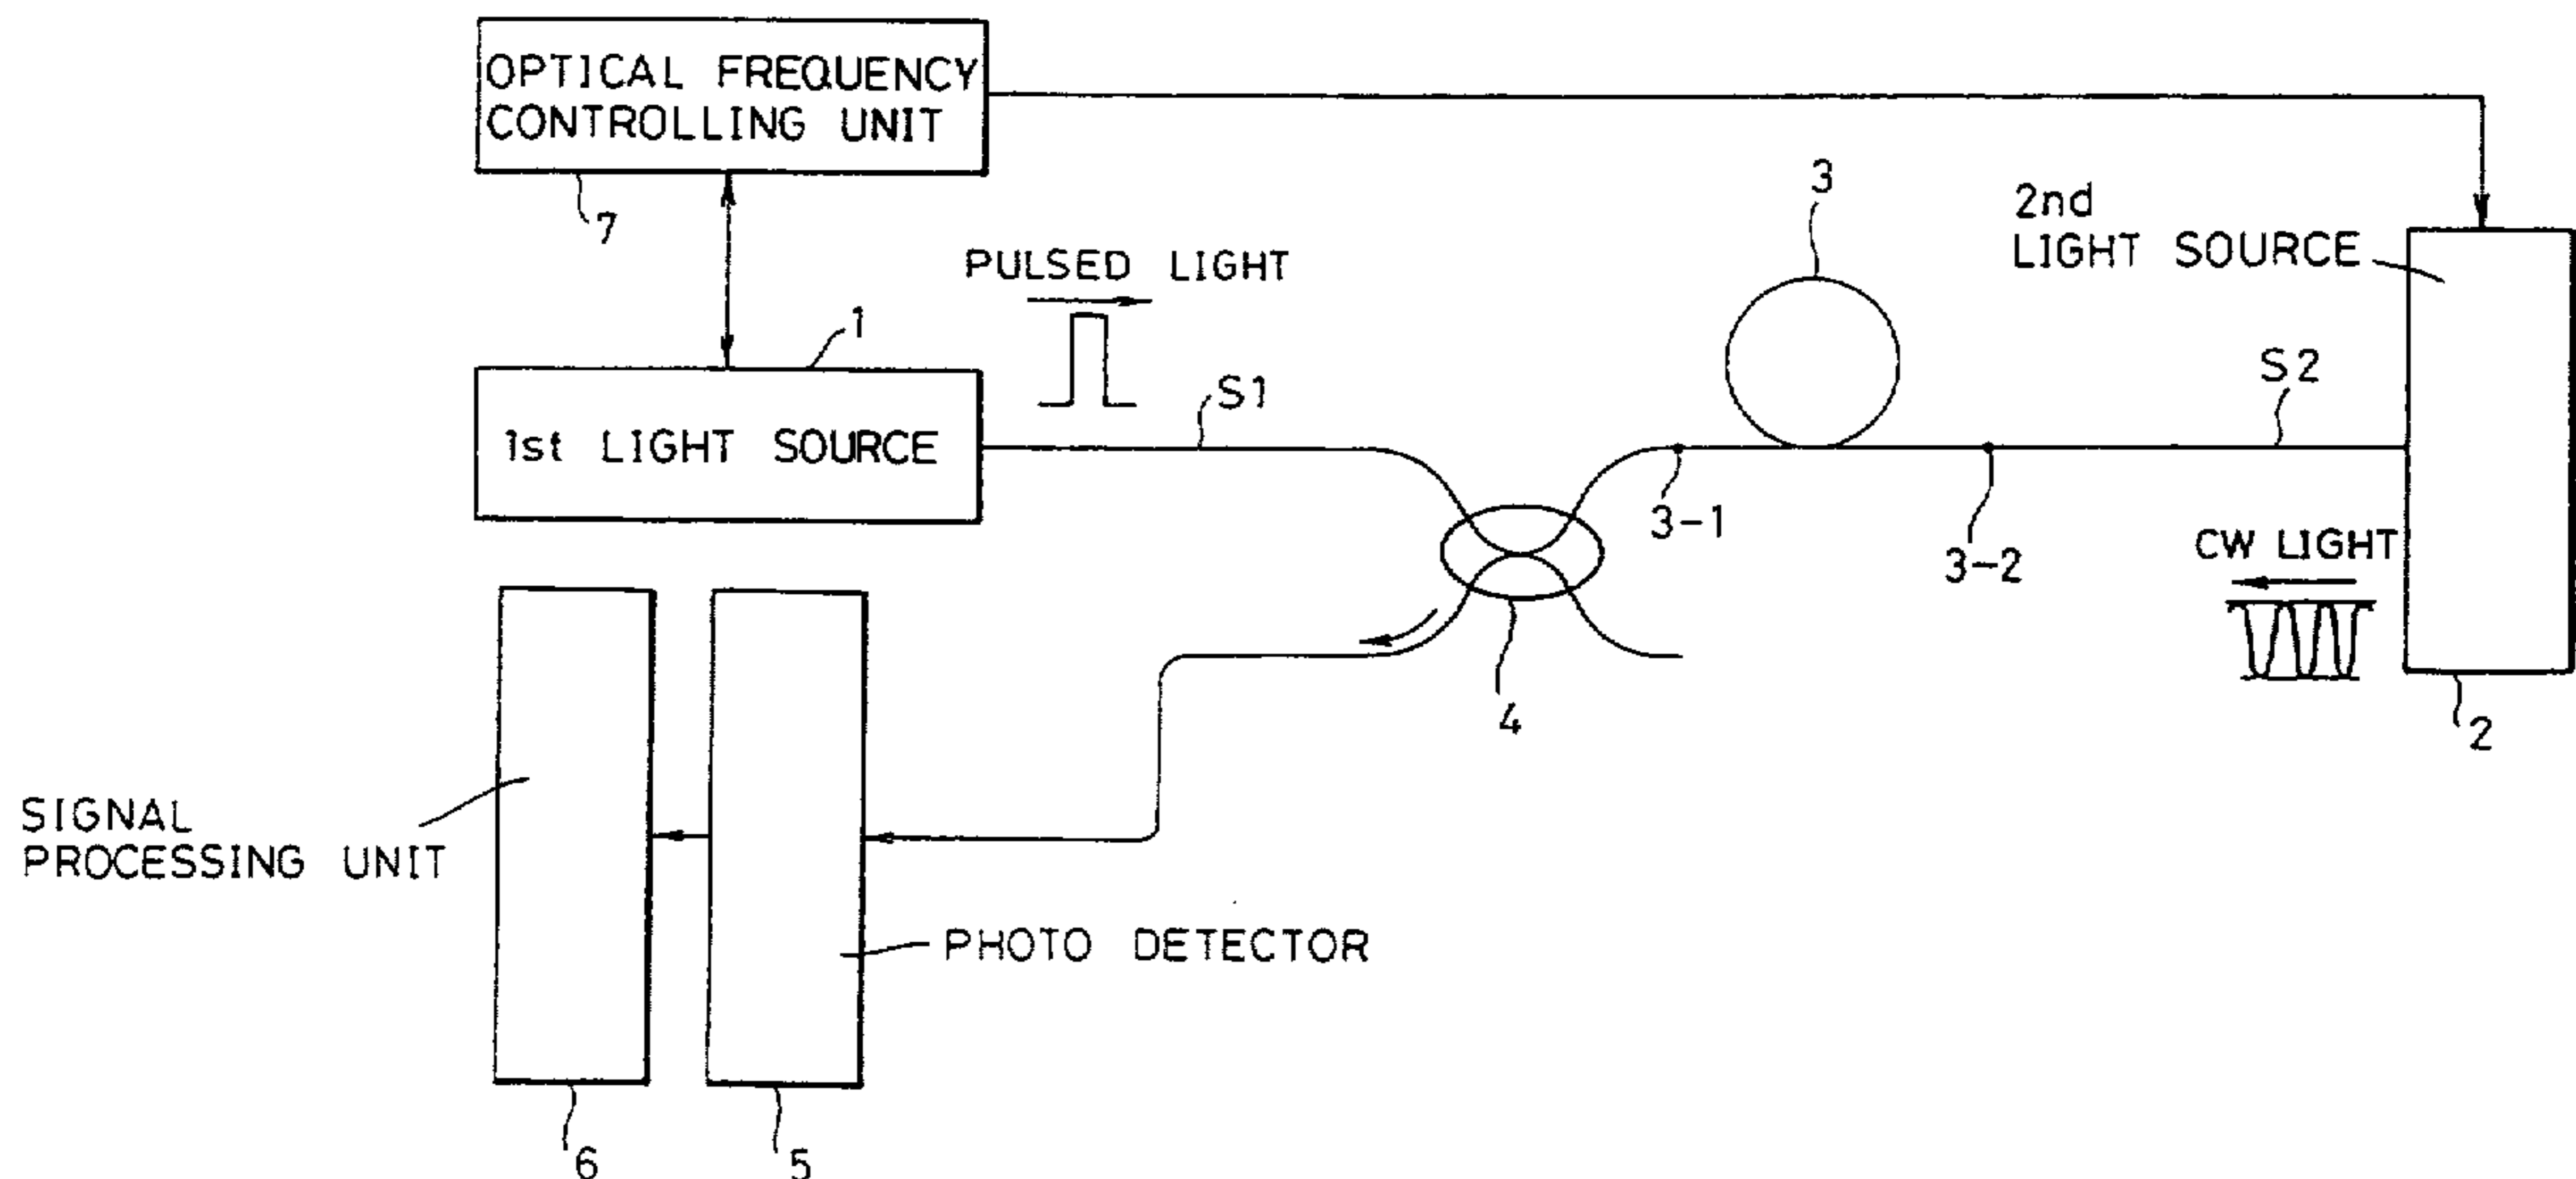 OPTICAL FREQUENCY
CONTROLLING UNIT
7
PULSED LIGHT
1
1st LIGHT SOURCE
S1
3
2nd
LIGHT SOURCE
S2
3-1
3-2
CW LIGHT
4
2
SIGNAL
PROCESSING UNIT
PHOTO DETECTOR
6
5